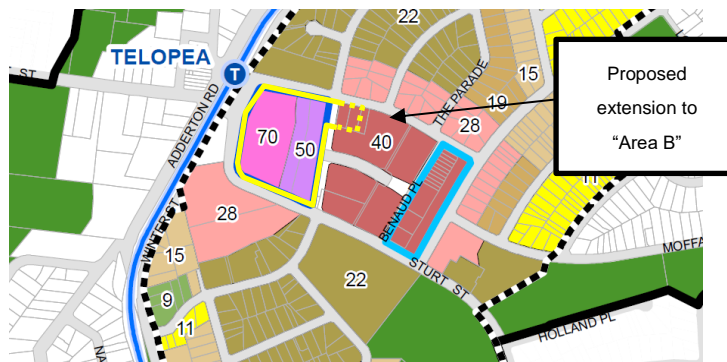 22
TELOPEA
T
ST
ADDERTON RD
THE PARADE
15
19
Proposed
extension to
"Area B"
70
50
40
28
11
BENAUD PL
28
WINTER ST
15
22
STURT ST
MOFFA
9
11
HOLLAND PL
NA